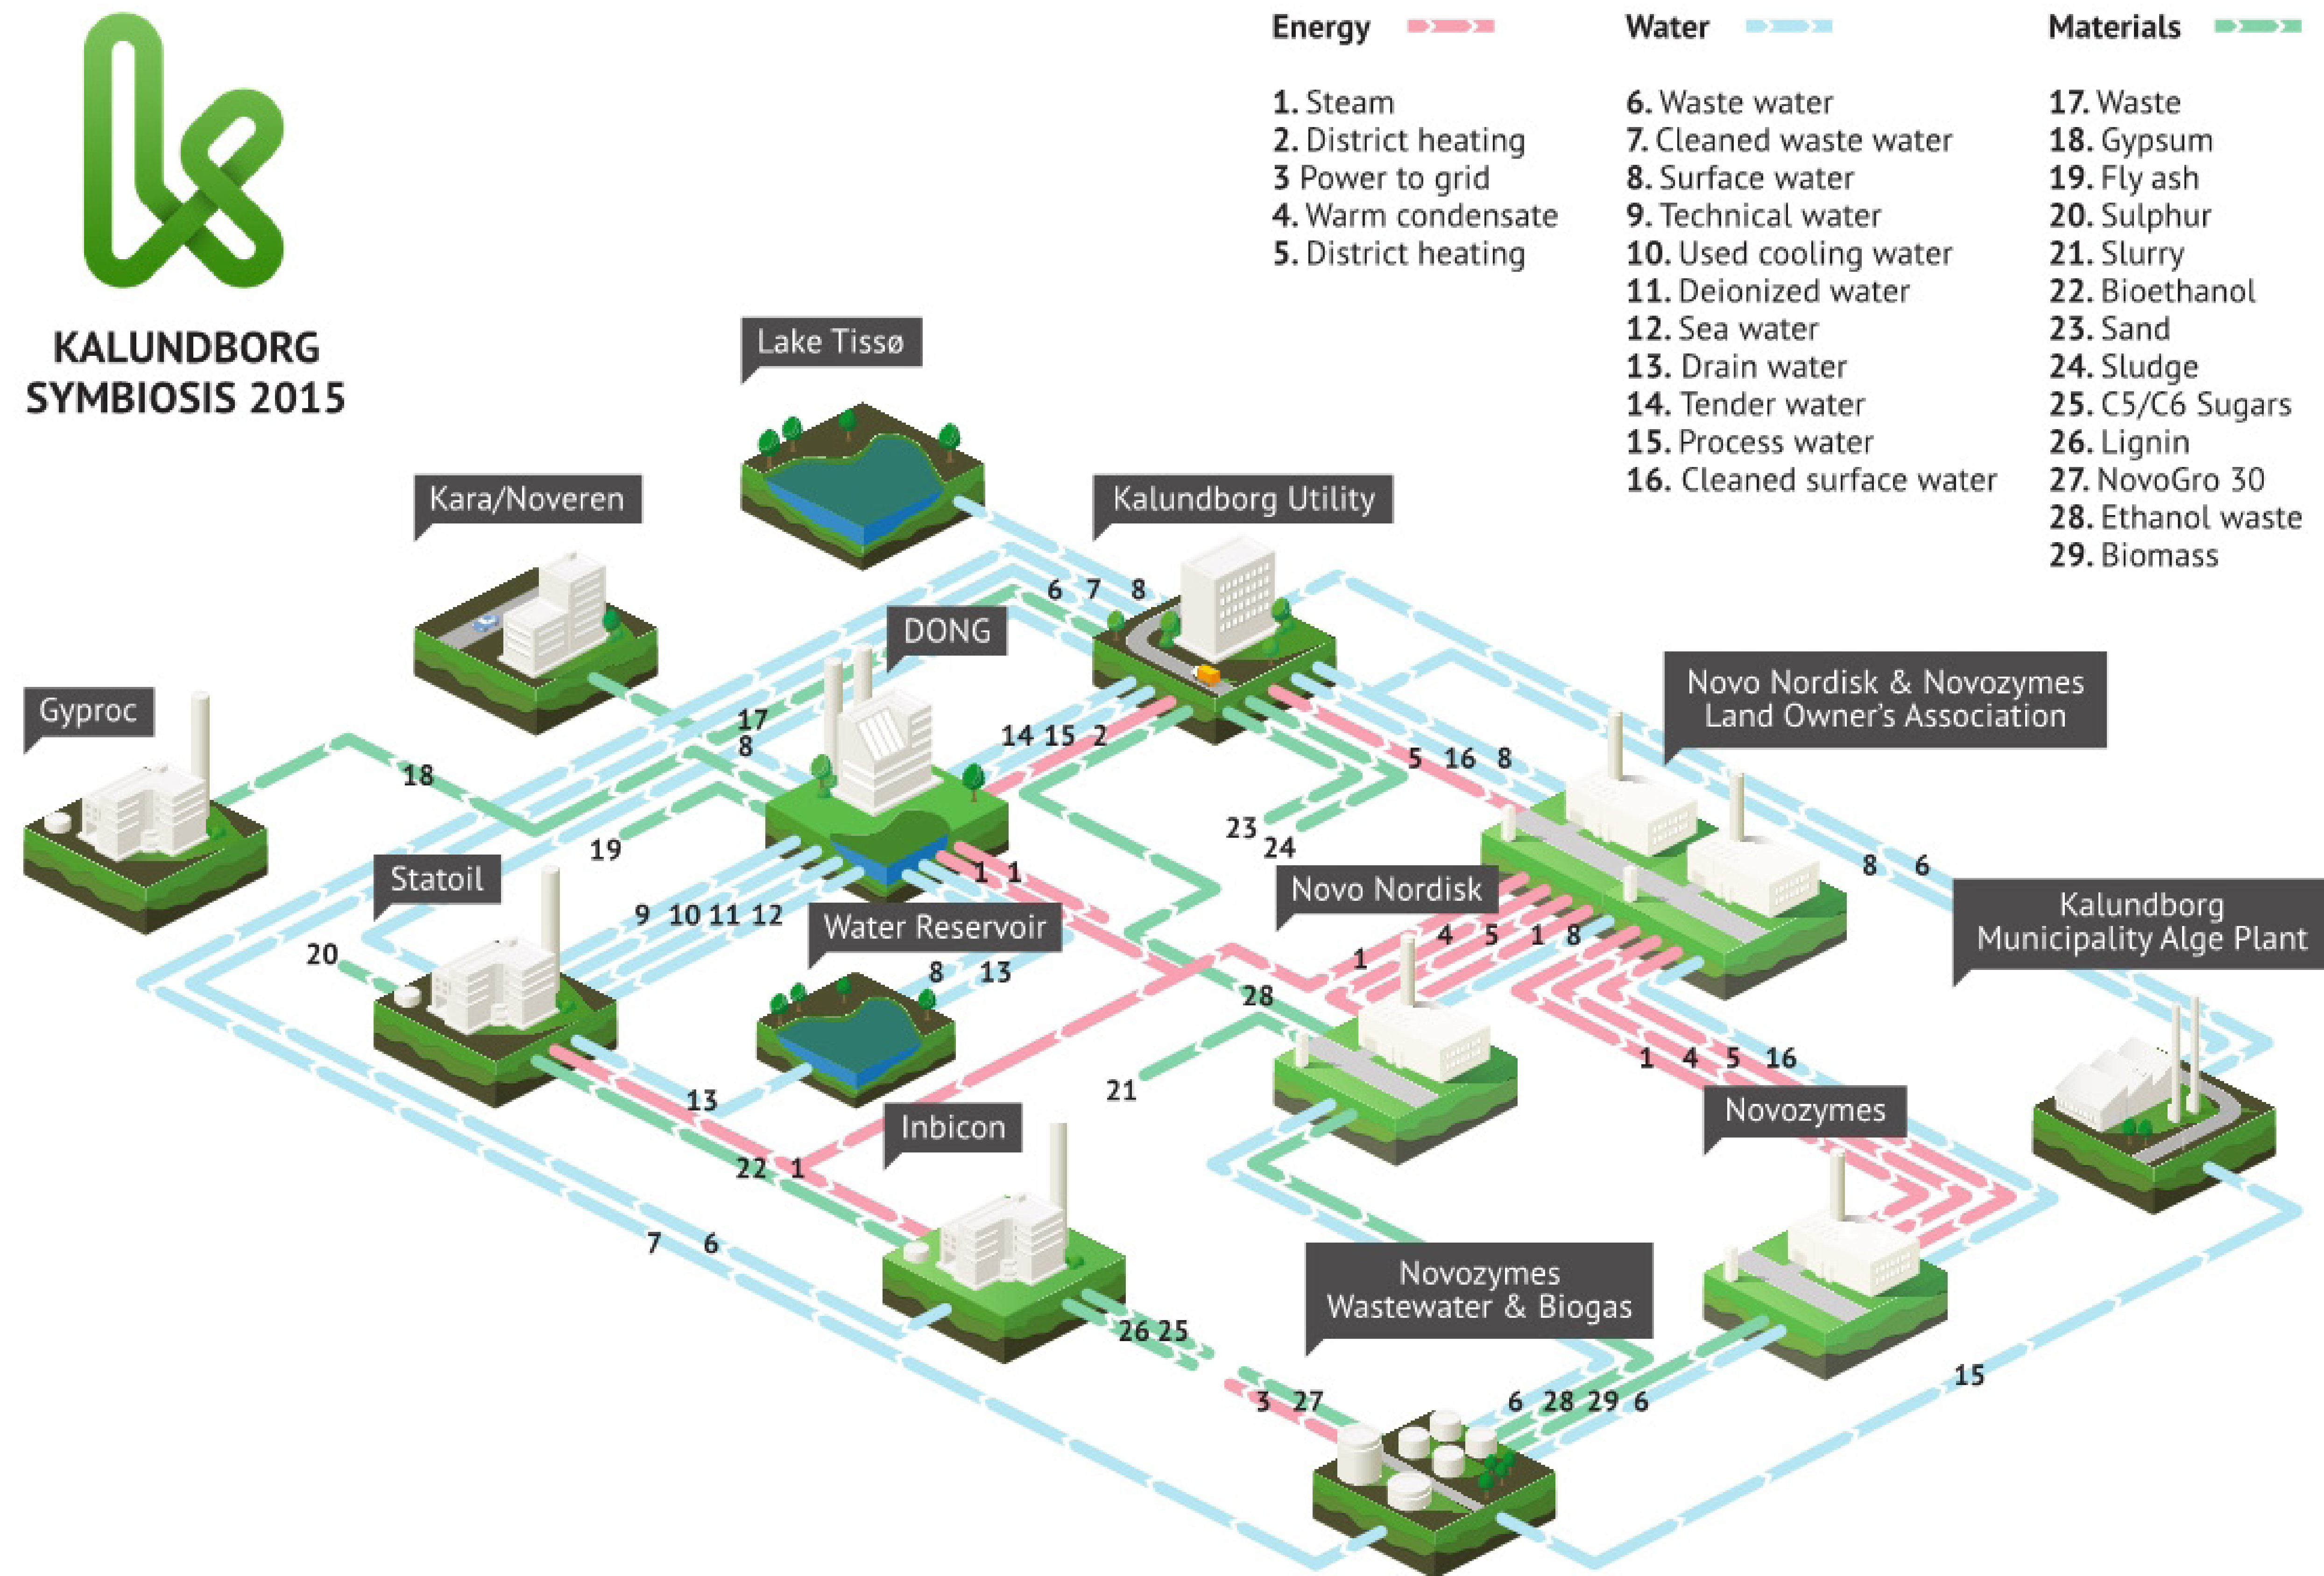 KALUNDBORG
SYMBIOSIS 2015
Energy
1. Steam
2. District heating
3 Power to grid
4. Warm condensate
5. District heating
Water
6. Waste water
7. Cleaned waste water
8. Surface water
9. Technical water
10. Used cooling water
11. Deionized water
12. Sea water
13. Drain water
14. Tender water
15. Process water
16. Cleaned surface water
Materials
17. Waste
18. Gypsum
19. Fly ash
20. Sulphur
21. Slurry
22. Bioethanol
23. Sand
24. Sludge
25. C5/C6 Sugars
26. Lignin
27. NovoGro 30
28. Ethanol waste
29. Biomass
Lake Tissø
Kara/Noveren
Kalundborg Utility
6 7 8
DONG
Novo Nordisk & Novozymes
Land Owner's Association
Gyproc
17
8
14 15 2
5 16 8
18
19
23
24
8 6
Statoil
1 1
Novo Nordisk
Kalundborg
Municipality Alge Plant
9 10 11 12
Water Reservoir
20
8 13
1
4 5 1 8
28
21
1 4 5 16
13
Inbicon
Novozymes
22 1
7 6
26 25
Novozymes
Wastewater & Biogas
3 27
6 28 29 6
15